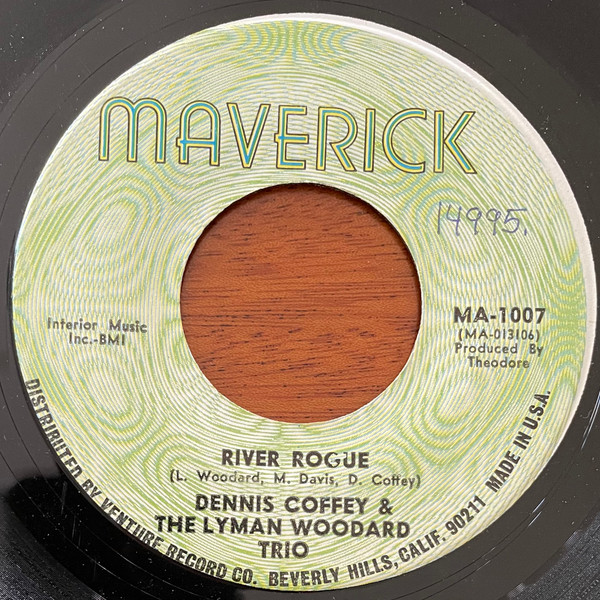 MAVERICK
14995.
Interior Music
Inc.-BMI
MA-1007
(MA-013106)
Produced By
Theodore
RIVER ROGUE
(L. Woodard, M. Davis, D. Coffey)
DENNIS COFFEY &
THE LYMAN WOODARD
TRIO
DISTRIBUTED BY VENTURE RECORD CO. BEVERLY HILLS, CALIF. 90211 MADE IN U.S.A.